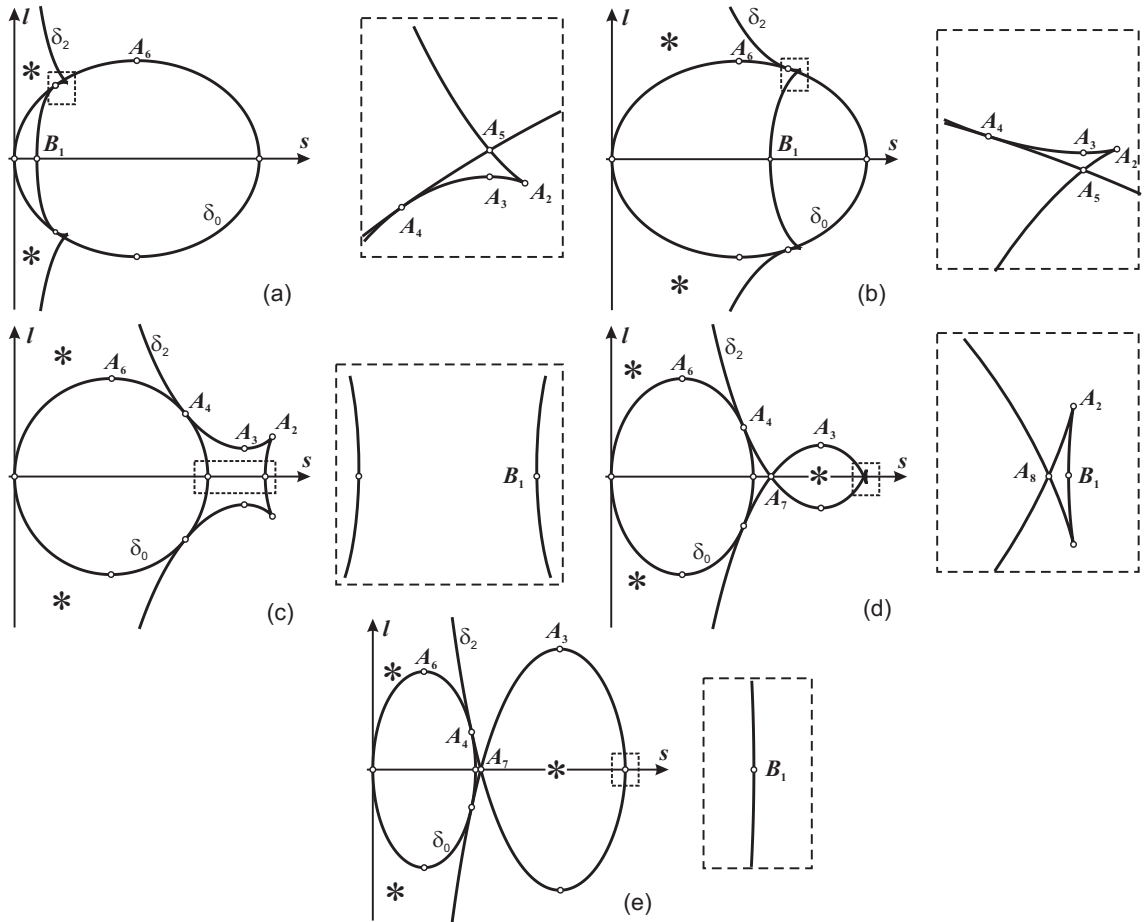 l δ₂ A₆ * B₁ s δ₀ * (a)
A₅ A₃ A₂ A₄
l δ₂ * A₆ B₁ s δ₀ * (b)
A₄ A₃ A₂ A₅
l δ₂ * A₆ A₄ A₃ A₂ s δ₀ * (c)
B₁
l δ₂ * A₆ A₄ A₃ s * A₇ δ₀ * (d)
A₂ A₈ B₁
l δ₂ A₃ * A₆ A₄ A₇ s * δ₀ * (e)
B₁